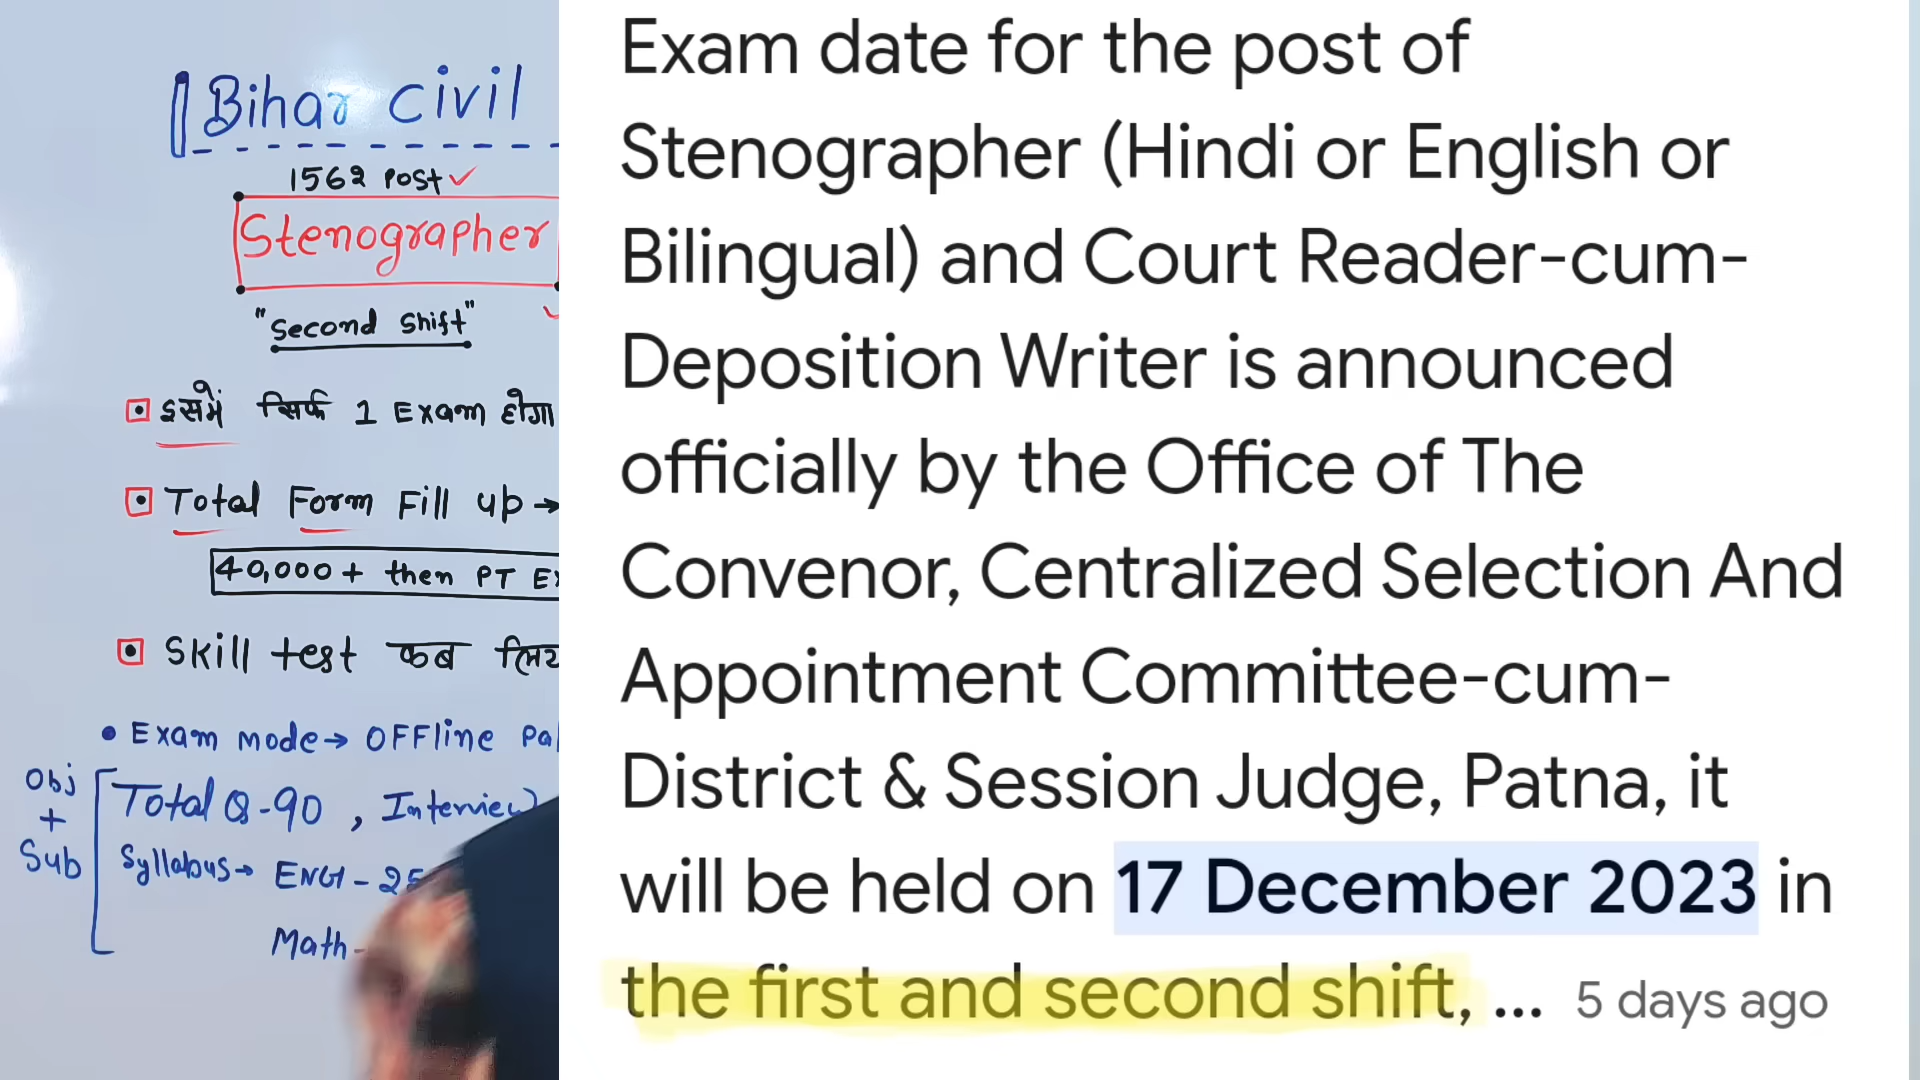 Bihar civil
1562 Post
Stenographer
"Second Shift"
इसमें सिर्फ 1 Exam होगा
Total Form Fill up →
40,000+ then PT
Skill test कब
• Exam mode → OFFline
Obj
+
Sub
Total Q-90 , Interview
Syllabus → ENG - 25
Math -
Exam date for the post of
Stenographer (Hindi or English or
Bilingual) and Court Reader-cum-
Deposition Writer is announced
officially by the Office of The
Convenor, Centralized Selection And
Appointment Committee-cum-
District & Session Judge, Patna, it
will be held on 17 December 2023 in
the first and second shift, ... 5 days ago